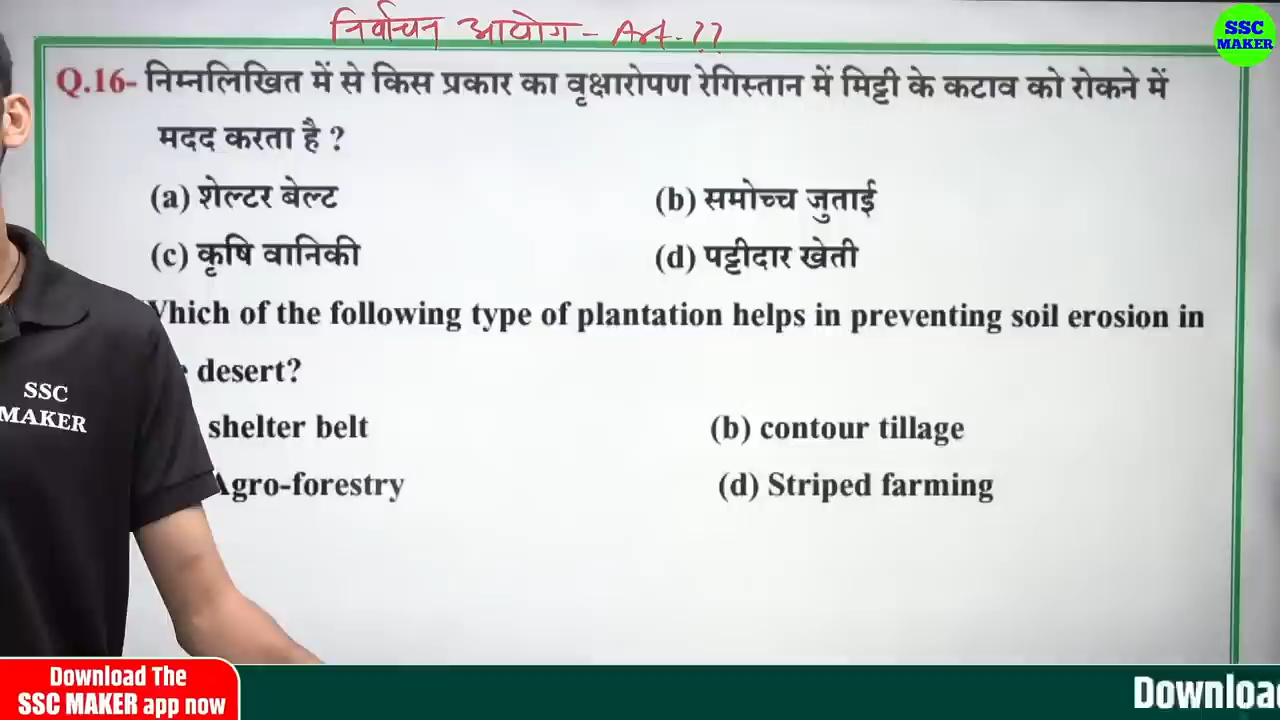 निर्वाचन आयोग - Art. ??
SSC
MAKER
Q.16- निम्नलिखित में से किस प्रकार का वृक्षारोपण रेगिस्तान में मिट्टी के कटाव को रोकने में
मदद करता है ?
(a) शेल्टर बेल्ट (b) समोच्च जुताई
(c) कृषि वानिकी (d) पट्टीदार खेती
Which of the following type of plantation helps in preventing soil erosion in
desert?
shelter belt (b) contour tillage
Agro-forestry (d) Striped farming
SSC
MAKER
Download The
SSC MAKER app now
Downloa